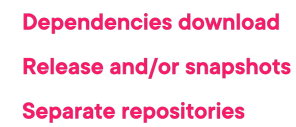 Dependencies download
Release and/or snapshots
Separate repositories